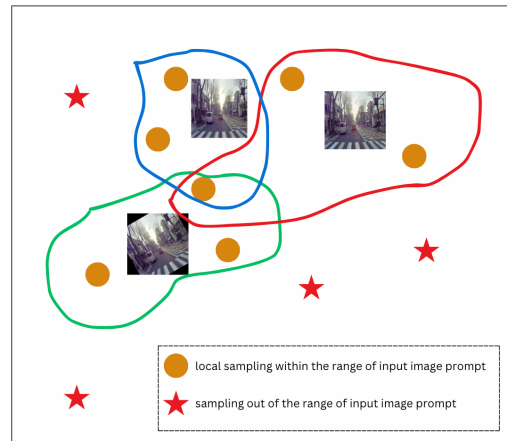 local sampling within the range of input image prompt
sampling out of the range of input image prompt